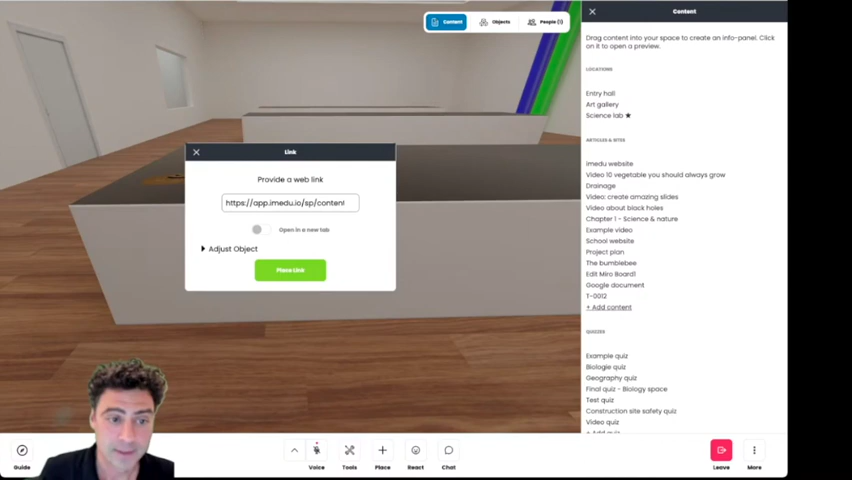 Content
Objects
People (1)
Content
Drag content into your space to create an info-panel. Click
on it to open a preview.
LOCATIONS
Entry hall
Art gallery
Science lab ★
ARTICLES & SITES
imedu website
Video 10 vegetable you should always grow
Drainage
Video: create amazing slides
Video about black holes
Chapter 1 - Science & nature
Example video
School website
Project plan
The bumblebee
Edit Miro Board1
Google document
T-0012
+ Add content
QUIZZES
Example quiz
Biologie quiz
Geography quiz
Final quiz - Biology space
Test quiz
Construction site safety quiz
Video quiz
+ Add quiz
Link
Provide a web link
https://app.imedu.io/sp/content
Open in a new tab
Adjust Object
Place Link
Guide
Voice
Tools
Place
React
Chat
Leave
More